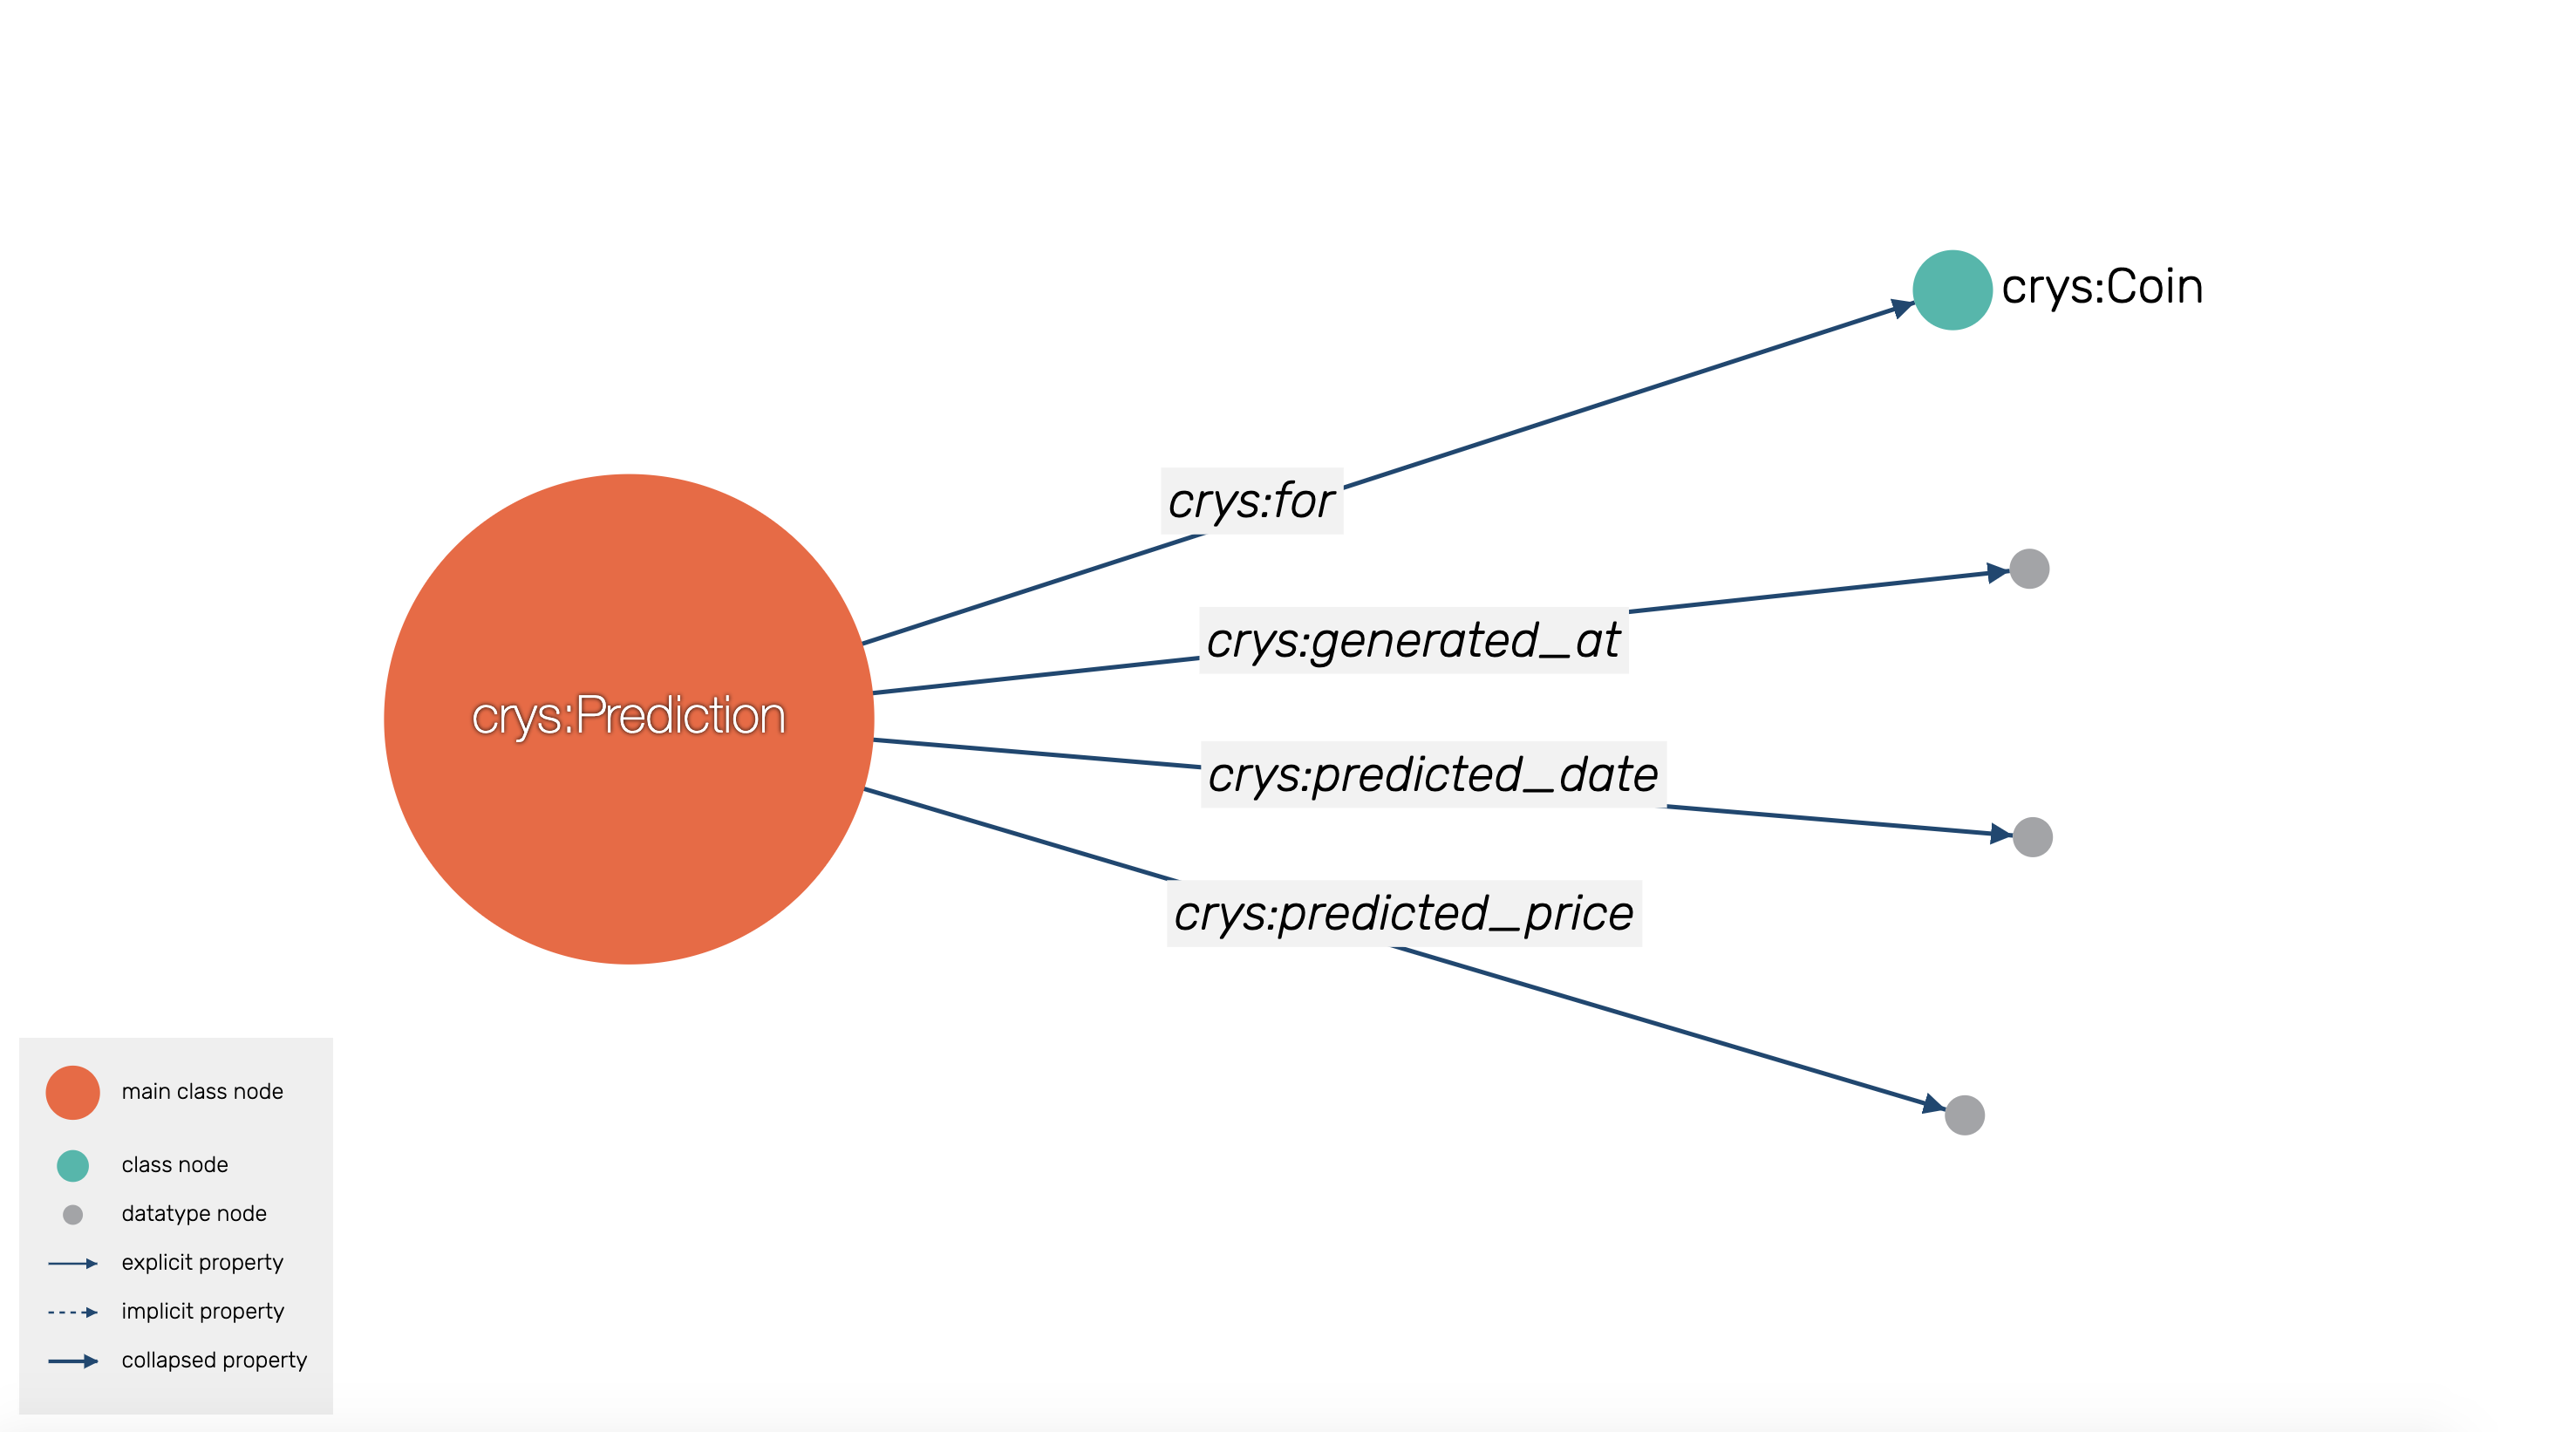 crys:Coin
crys:for
crys:generated_at
crys:Prediction
crys:predicted_date
crys:predicted_price
main class node
class node
datatype node
explicit property
implicit property
collapsed property